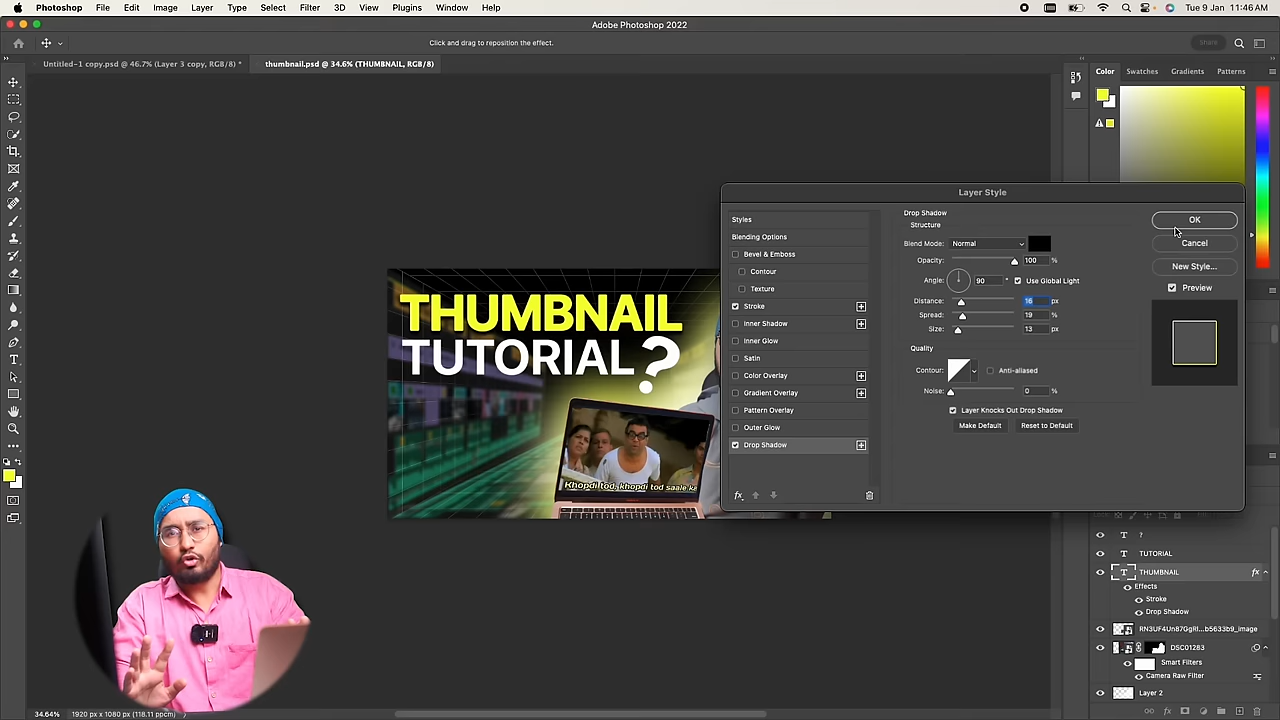 Photoshop File Edit Image Layer Type Select Filter 3D View Plugins Window Help
Tue 9 Jan 11:46 AM
Adobe Photoshop 2022
Click and drag to reposition the effect.
Share
Untitled-1 copy.psd @ 46.7% (Layer 3 copy, RGB/8) *
thumbnail.psd @ 34.6% (THUMBNAIL, RGB/8)
Color Swatches Gradients Patterns
Layer Style
Styles
Blending Options
Bevel & Emboss
Contour
Texture
Stroke
Inner Shadow
Inner Glow
Satin
Color Overlay
Gradient Overlay
Pattern Overlay
Outer Glow
Drop Shadow
fx
Drop Shadow
Structure
Blend Mode: Normal
Opacity: 100 %
Angle: 90 ° Use Global Light
Distance: 16 px
Spread: 19 %
Size: 13 px
Quality
Contour: Anti-aliased
Noise: 0 %
Layer Knocks Out Drop Shadow
Make Default Reset to Default
OK
Cancel
New Style...
Preview
THUMBNAIL
TUTORIAL?
Khopdi tod, khopdi tod saale ka
T ?
T TUTORIAL
T THUMBNAIL fx
Effects
Stroke
Drop Shadow
RN3UF4Un87GgRl...b5633b9_image
DSC01283
Smart Filters
Camera Raw Filter
Layer 2
fx
34.64% 1920 px x 1080 px (118.11 ppcm)